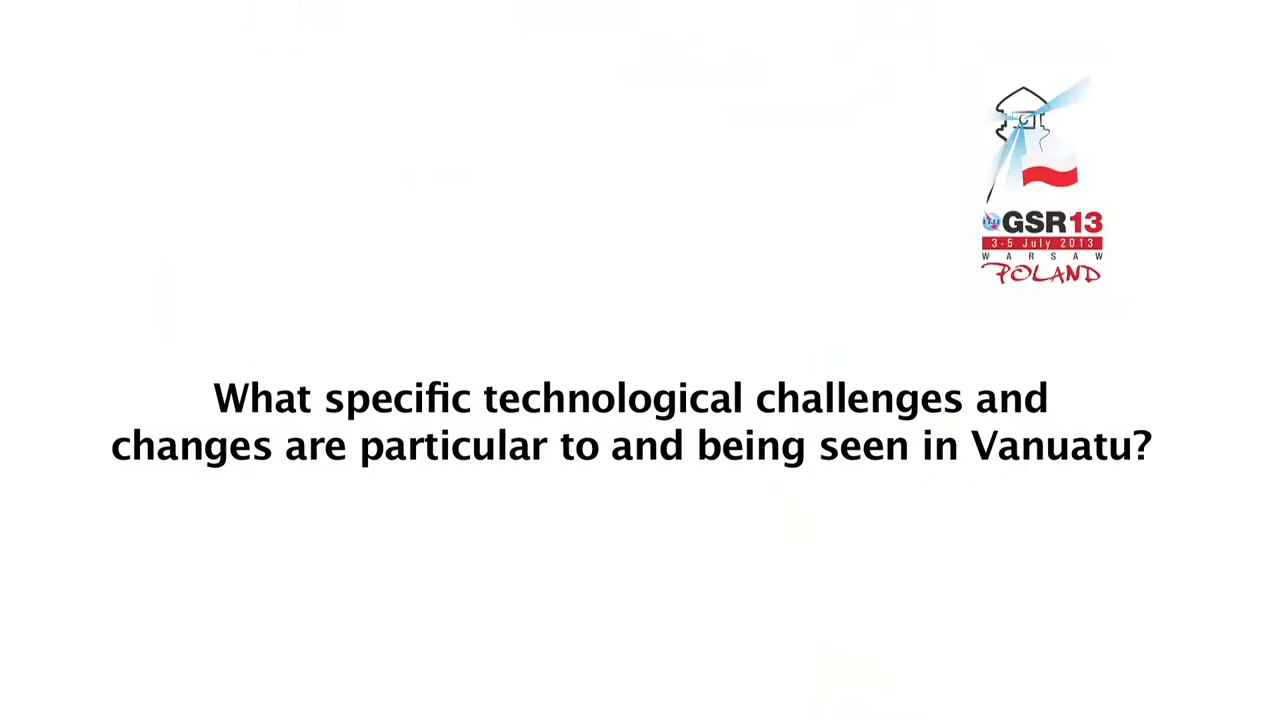 ITU GSR13
3-5 July 2013
WARSAW
POLAND
What specific technological challenges and
changes are particular to and being seen in Vanuatu?